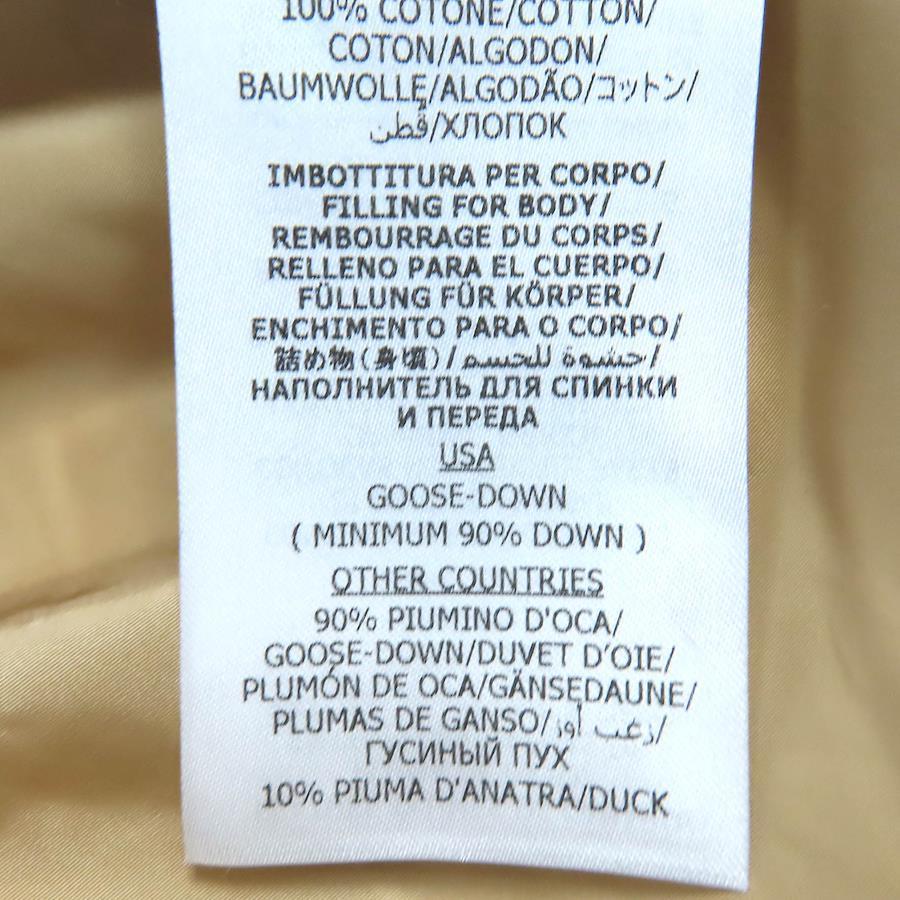 100% COTONE/COTTON/
COTON/ALGODON/
BAUMWOLLE/ALGODÃO/コットン/
قُطن/ХЛОПОК
IMBOTTITURA PER CORPO/
FILLING FOR BODY/
REMBOURRAGE DU CORPS/
RELLENO PARA EL CUERPO/
FÜLLUNG FÜR KÖRPER/
ENCHIMENTO PARA O CORPO/
詰め物(身頃)/حشوة للجسم/
НАПОЛНИТЕЛЬ ДЛЯ СПИНКИ
И ПЕРЕДА
USA
GOOSE-DOWN
( MINIMUM 90% DOWN )
OTHER COUNTRIES
90% PIUMINO D'OCA/
GOOSE-DOWN/DUVET D'OIE/
PLUMÓN DE OCA/GÄNSEDAUNE/
PLUMAS DE GANSO/زغب أوز/
ГУСИНЫЙ ПУХ
10% PIUMA D'ANATRA/DUCK